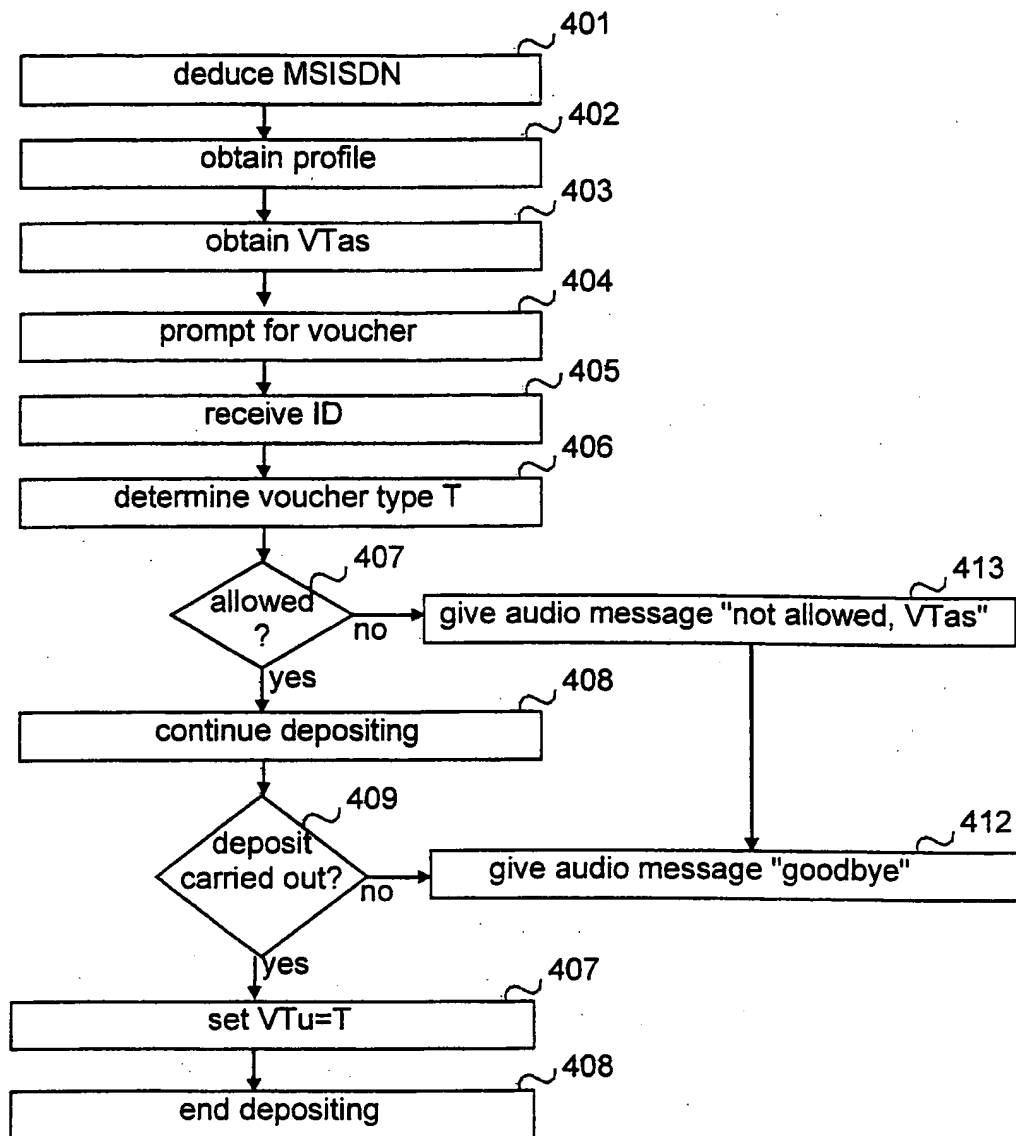 401
deduce MSISDN
402
obtain profile
403
obtain VTas
404
prompt for voucher
405
receive ID
406
determine voucher type T
407
allowed
?
no
yes
413
give audio message "not allowed, VTas"
408
continue depositing
409
deposit
carried out?
no
yes
412
give audio message "goodbye"
407
set VTu=T
408
end depositing